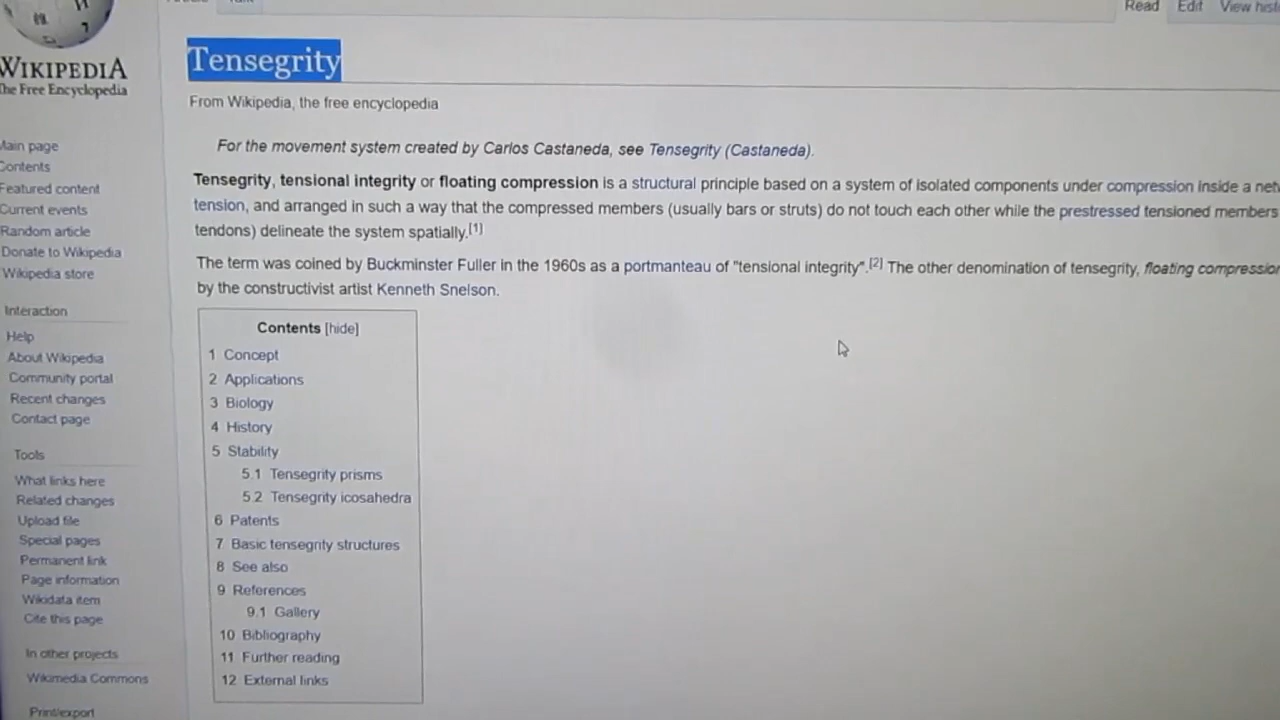 Read Edit View
WIKIPEDIA
The Free Encyclopedia
Tensegrity
From Wikipedia, the free encyclopedia
For the movement system created by Carlos Castaneda, see Tensegrity (Castaneda).
Tensegrity, tensional integrity or floating compression is a structural principle based on a system of isolated components under compression inside a
tension, and arranged in such a way that the compressed members (usually bars or struts) do not touch each other while the prestressed tensioned members
tendons) delineate the system spatially.[1]
The term was coined by Buckminster Fuller in the 1960s as a portmanteau of "tensional integrity".[2] The other denomination of tensegrity, floating compression
by the constructivist artist Kenneth Snelson.
Main page
Contents
Featured content
Current events
Random article
Donate to Wikipedia
Wikipedia store
Interaction
Help
About Wikipedia
Community portal
Recent changes
Contact page
Tools
What links here
Related changes
Upload file
Special pages
Permanent link
Page information
Wikidata item
Cite this page
In other projects
Wikimedia Commons
Print/export
Contents [hide]
1 Concept
2 Applications
3 Biology
4 History
5 Stability
5.1 Tensegrity prisms
5.2 Tensegrity icosahedra
6 Patents
7 Basic tensegrity structures
8 See also
9 References
9.1 Gallery
10 Bibliography
11 Further reading
12 External links